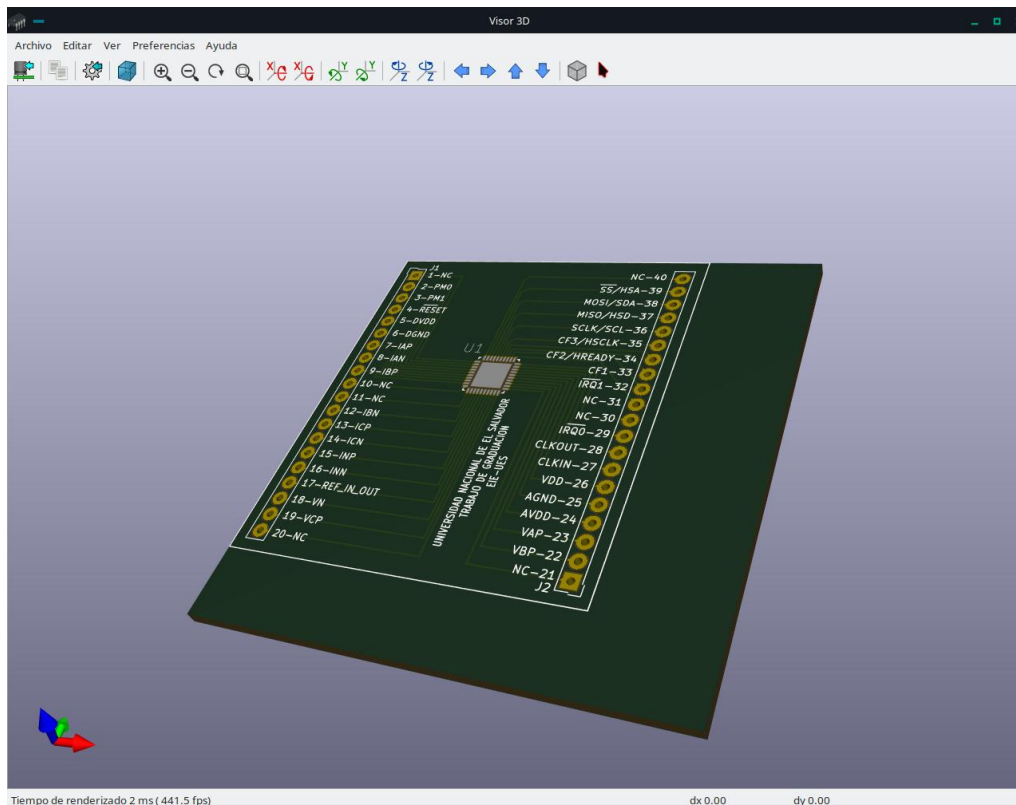 Visor 3D
Archivo Editar Ver Preferencias Ayuda
X X Y Y Z Z
J1
1-NC
2-PM0
3-PM1
4-RESET
5-DVDD
6-DGND
7-IAP
8-IAN
9-IBP
10-NC
11-NC
12-IBN
13-ICP
14-ICN
15-INP
16-INN
17-REF_IN_OUT
18-VN
19-VCP
20-NC
U1
UNIVERSIDAD NACIONAL DE EL SALVADOR
TRABAJO DE GRADUACION
EIE-UES
NC-40
SS/HSA-39
MOSI/SDA-38
MISO/HSD-37
SCLK/SCL-36
CF3/HSCLK-35
CF2/HREADY-34
CF1-33
IRQ1-32
NC-31
NC-30
IRQ0-29
CLKOUT-28
CLKIN-27
VDD-26
AGND-25
AVDD-24
VAP-23
VBP-22
NC-21
J2
Tiempo de renderizado 2 ms ( 441.5 fps) dx 0.00 dy 0.00